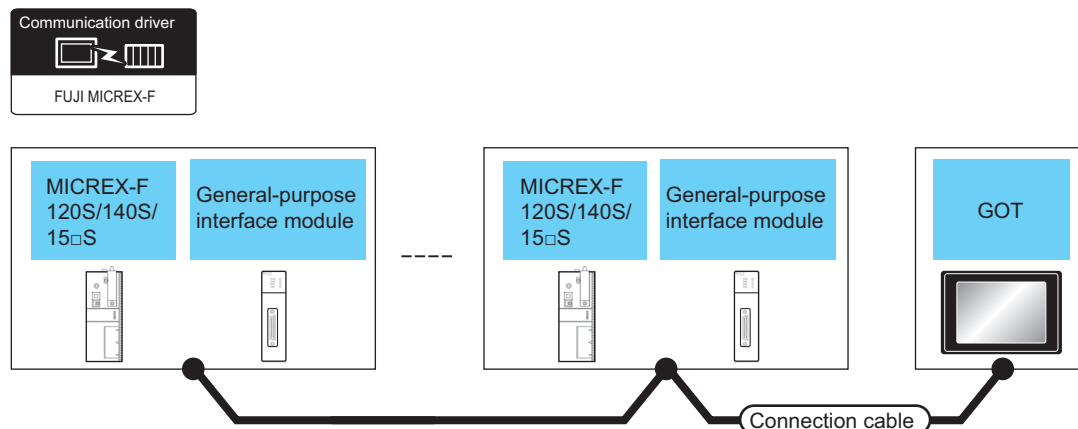 Communication driver
FUJI MICREX-F
MICREX-F
120S/140S/
15□S
General-purpose
interface module
MICREX-F
120S/140S/
15□S
General-purpose
interface module
GOT
Connection cable